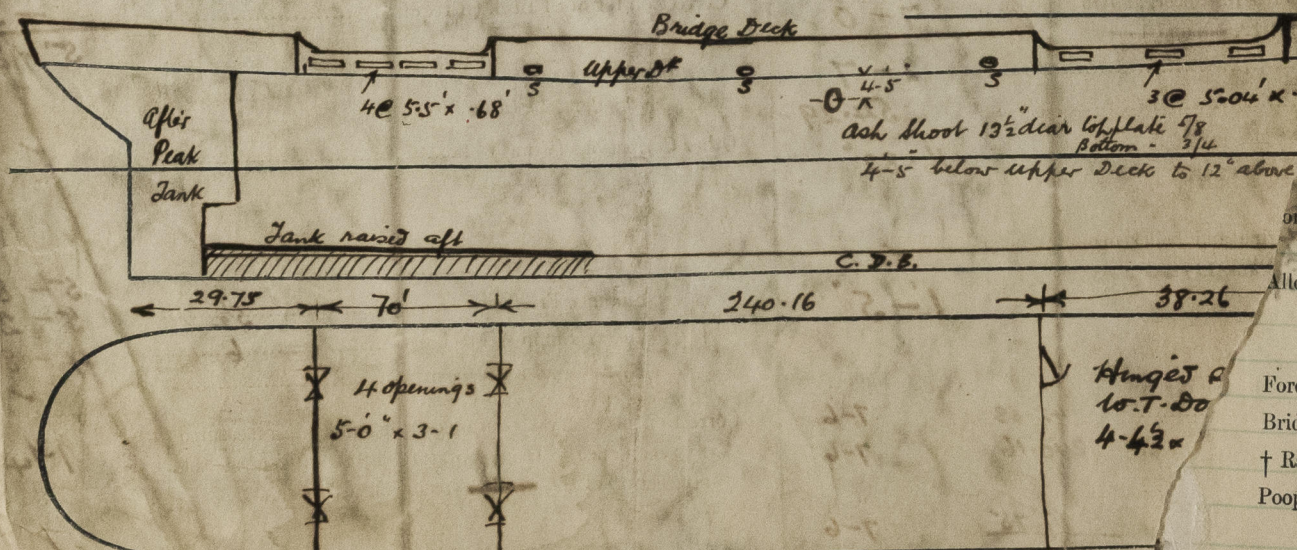 Bridge Deck
Upper Dk
S
S
S
4-5"
4 @ 5·5' x ·68'
3 @ 5·04' x
After
Peak
Tank
Ash Shoot 13½" diar top plate 5/8
Bottom - 3/4
4'-5" below upper Deck to 12" above
Tank raised aft
C. D. B.
29·75
70'
240·16
38·26
4 openings
5'-0" x 3-1
Hinged
W.T. Do
4-4½ x
Fore
Brid
† R
Poop